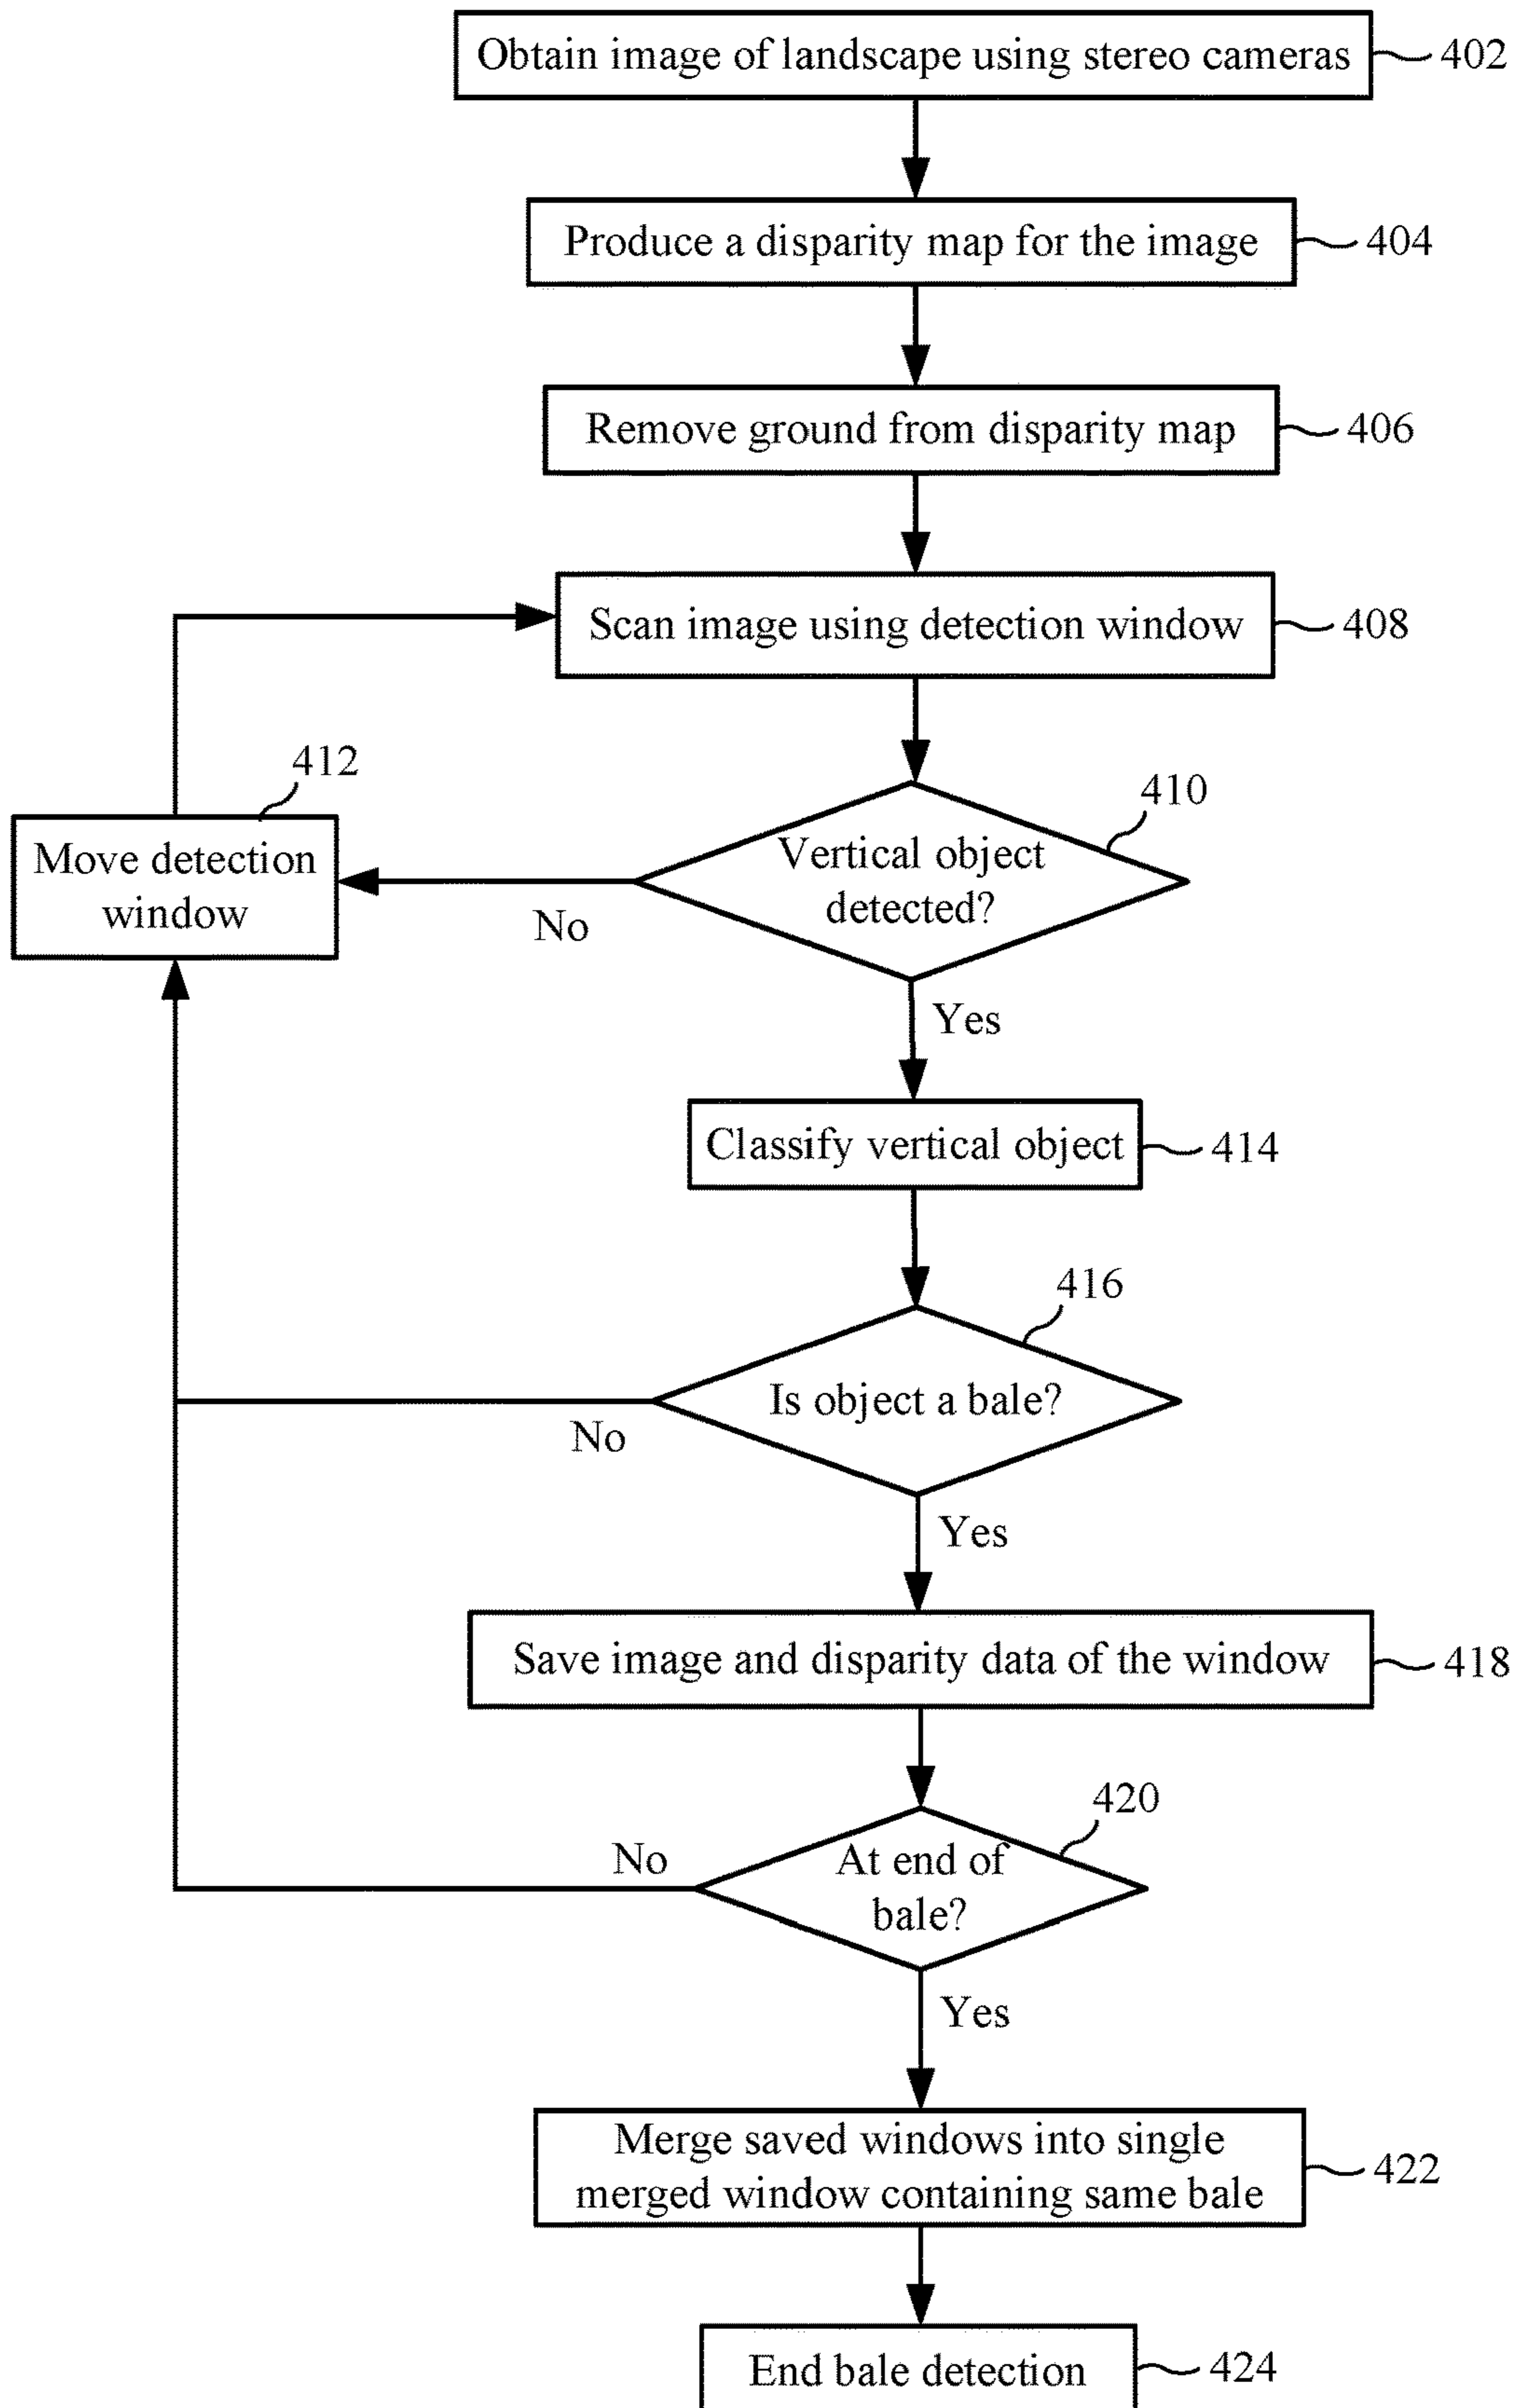 Obtain image of landscape using stereo cameras
402
Produce a disparity map for the image
404
Remove ground from disparity map
406
Scan image using detection window
408
412
Move detection
window
410
Vertical object
detected?
No
Yes
Classify vertical object
414
416
Is object a bale?
No
Yes
Save image and disparity data of the window
418
420
At end of
bale?
No
Yes
Merge saved windows into single
merged window containing same bale
422
End bale detection
424